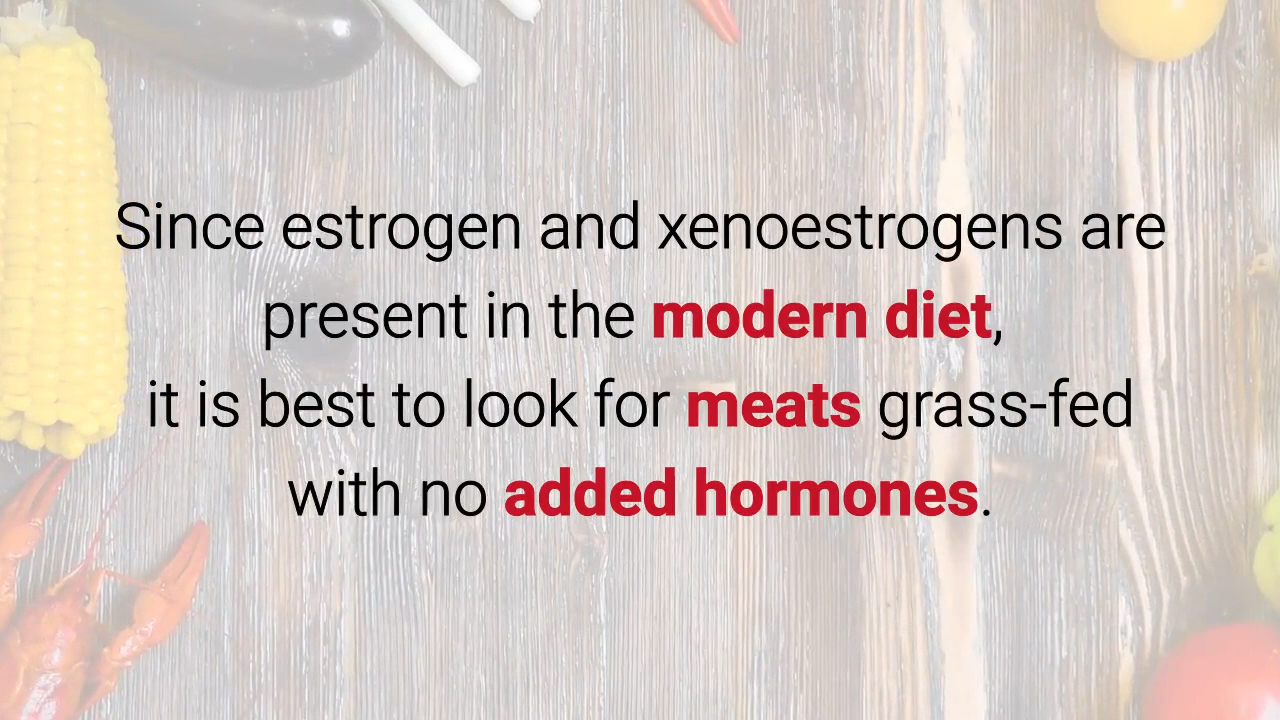 Since estrogen and xenoestrogens are
present in the modern diet,
it is best to look for meats grass-fed
with no added hormones.